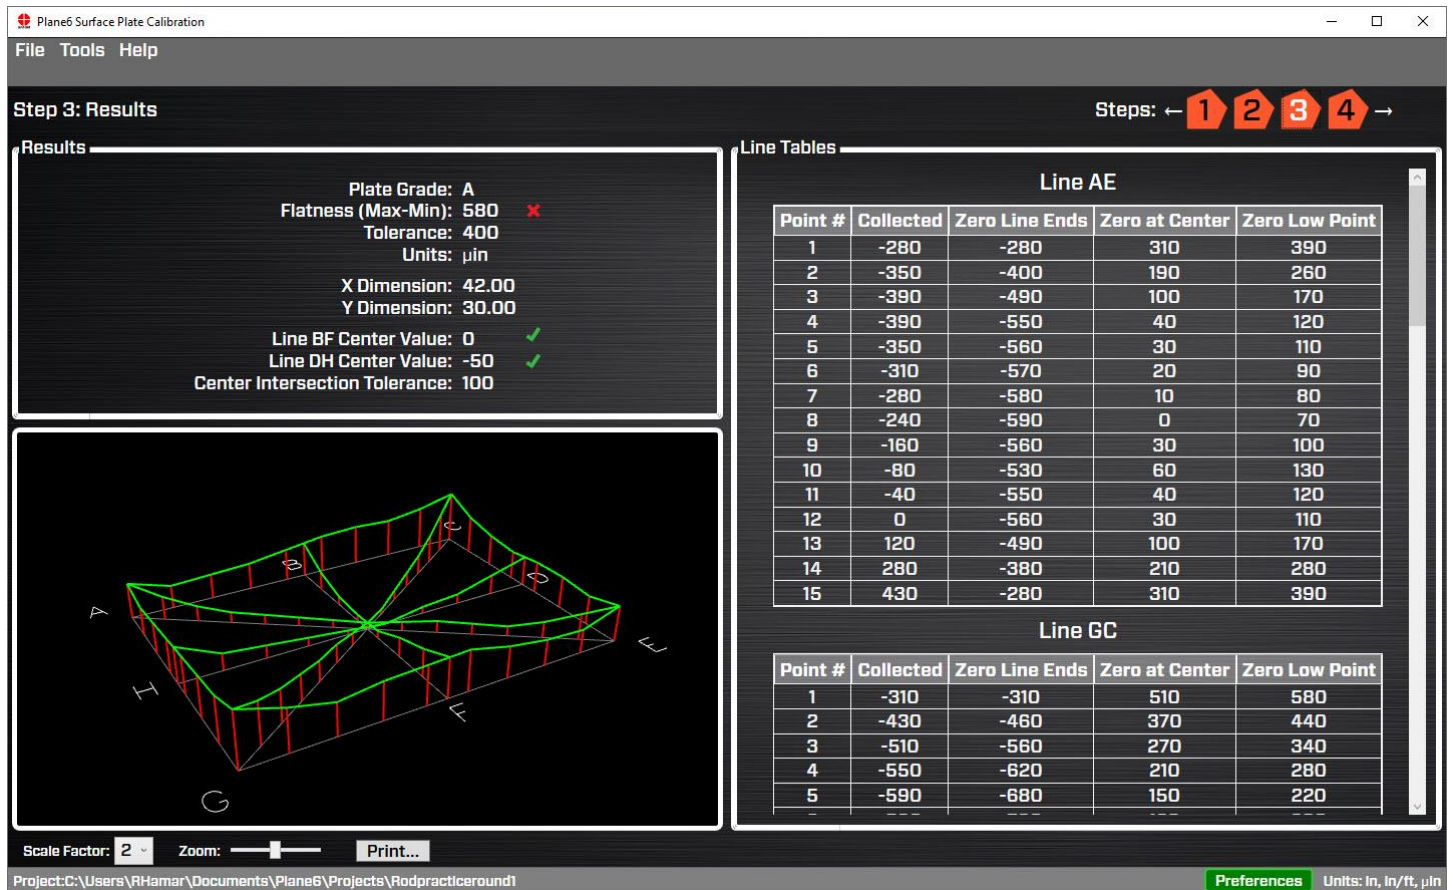 Plane6 Surface Plate Calibration
File Tools Help
Step 3: Results
Steps: ← 1 2 3 4 →
Results
Plate Grade: A
Flatness (Max-Min): 580
Tolerance: 400
Units: µin
X Dimension: 42.00
Y Dimension: 30.00
Line BF Center Value: 0
Line DH Center Value: -50
Center Intersection Tolerance: 100
A
B
C
D
E
F
G
H
Scale Factor: 2
Zoom:
Print...
Line Tables
Line AE
Point # Collected Zero Line Ends Zero at Center Zero Low Point
1 -280 -280 310 390
2 -350 -400 190 260
3 -390 -490 100 170
4 -390 -550 40 120
5 -350 -560 30 110
6 -310 -570 20 90
7 -280 -580 10 80
8 -240 -590 0 70
9 -160 -560 30 100
10 -80 -530 60 130
11 -40 -550 40 120
12 0 -560 30 110
13 120 -490 100 170
14 280 -380 210 280
15 430 -280 310 390
Line GC
Point # Collected Zero Line Ends Zero at Center Zero Low Point
1 -310 -310 510 580
2 -430 -460 370 440
3 -510 -560 270 340
4 -550 -620 210 280
5 -590 -680 150 220
Project:C:\Users\RHamar\Documents\Plane6\Projects\Rodpracticeround1
Preferences
Units: in, in/ft, µin